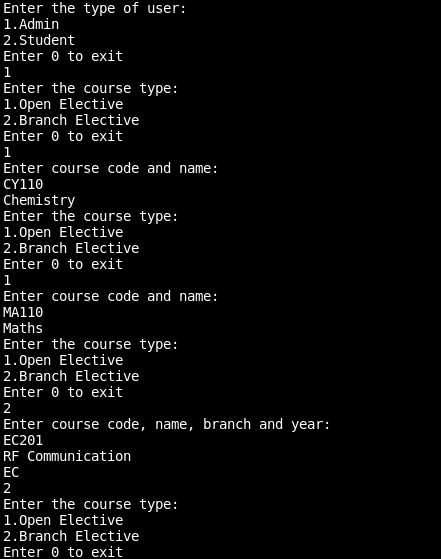 Enter the type of user:
1.Admin
2.Student
Enter 0 to exit
1
Enter the course type:
1.Open Elective
2.Branch Elective
Enter 0 to exit
1
Enter course code and name:
CY110
Chemistry
Enter the course type:
1.Open Elective
2.Branch Elective
Enter 0 to exit
1
Enter course code and name:
MA110
Maths
Enter the course type:
1.Open Elective
2.Branch Elective
Enter 0 to exit
2
Enter course code, name, branch and year:
EC201
RF Communication
EC
2
Enter the course type:
1.Open Elective
2.Branch Elective
Enter 0 to exit